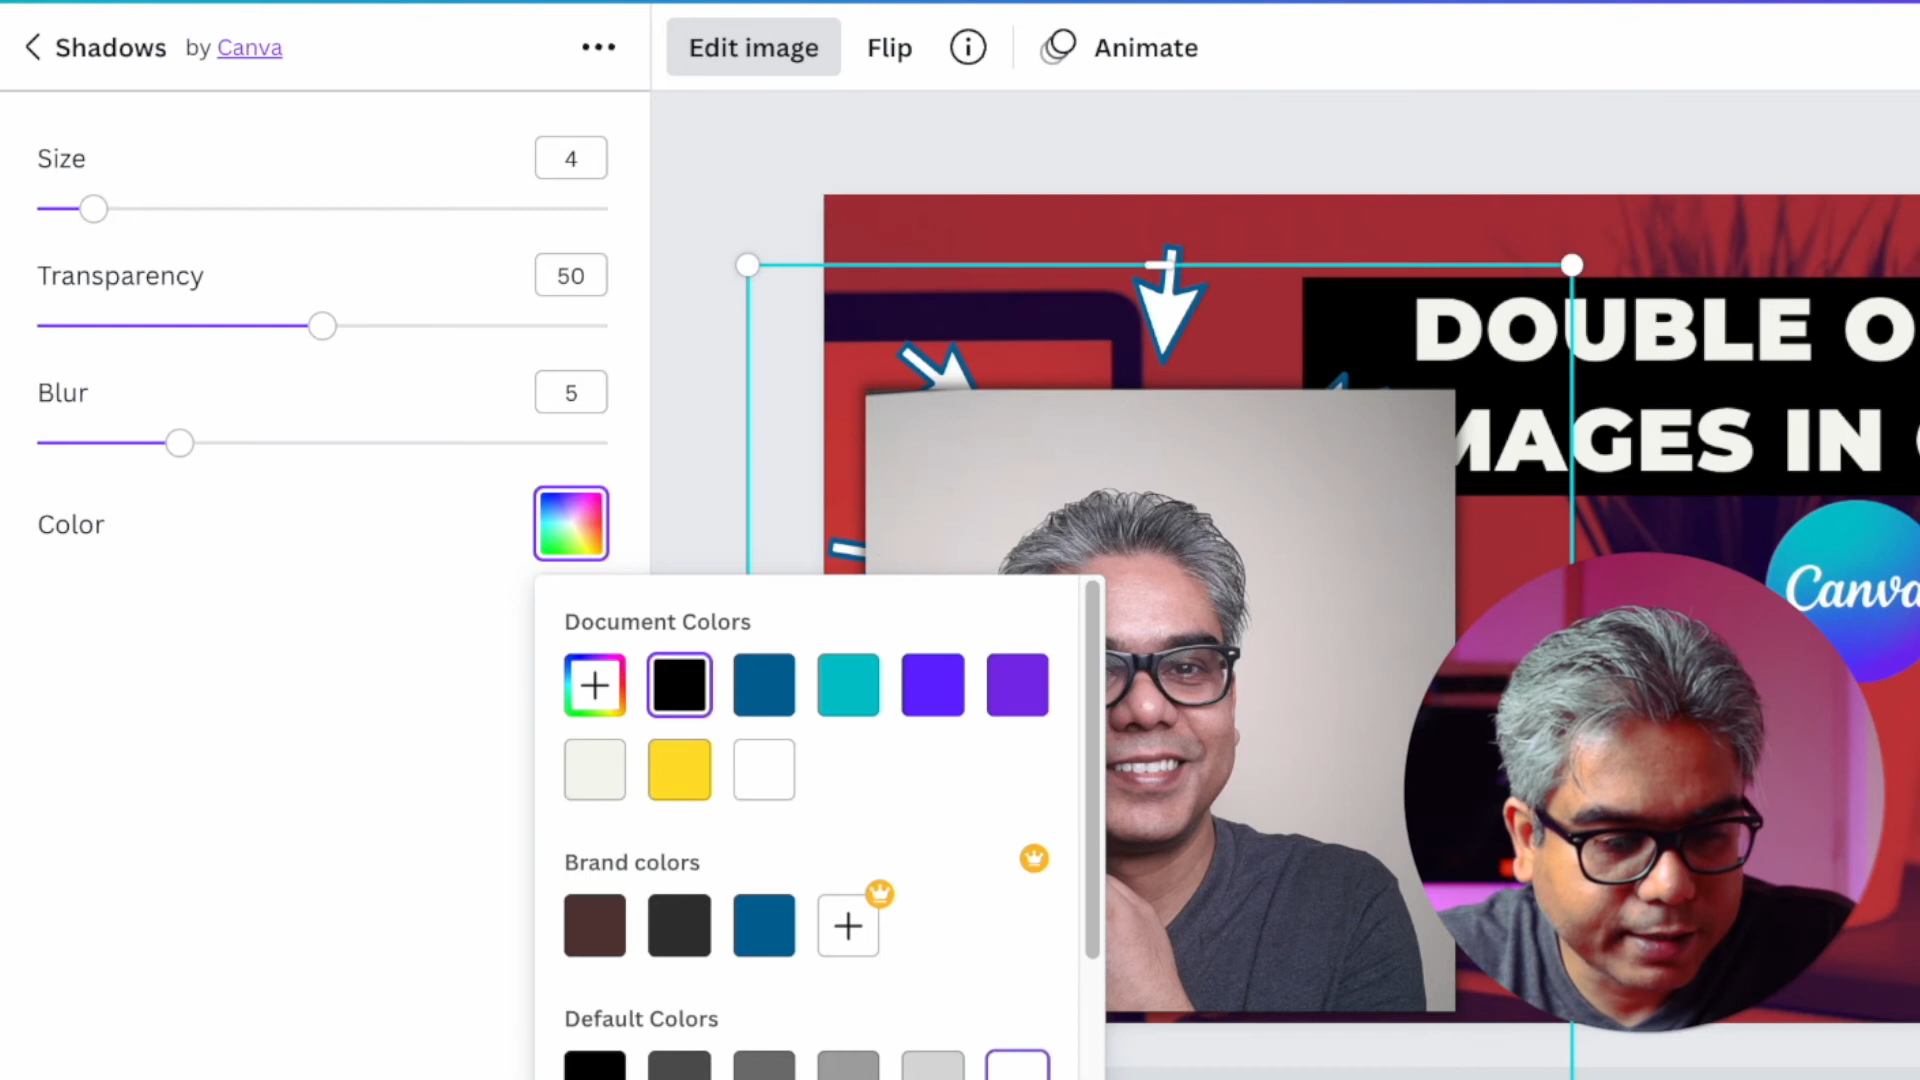 Shadows by Canva
Edit image
Flip
Animate
Size
4
Transparency
50
Blur
5
Color
DOUBLE O
MAGES IN
Canva
Document Colors
Brand colors
Default Colors